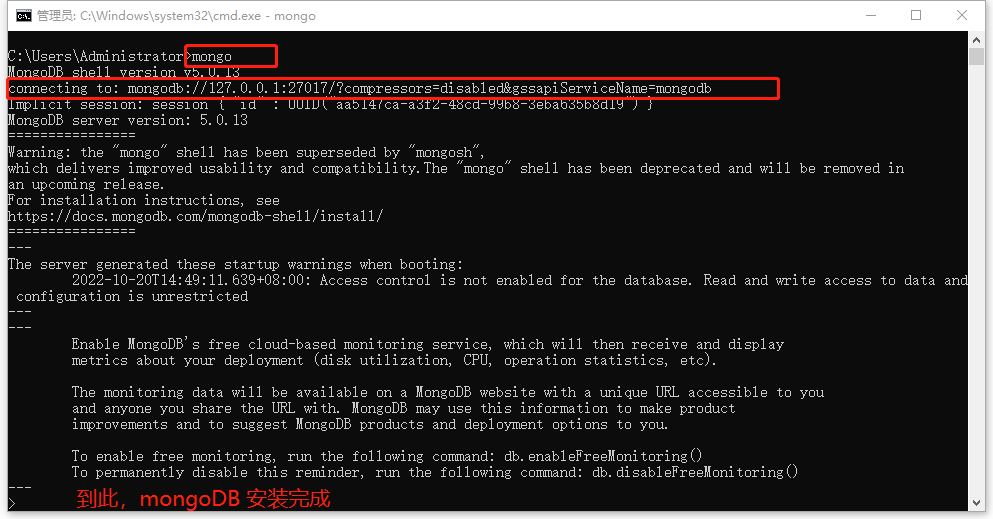 管理员: C:\Windows\system32\cmd.exe - mongo
C:\Users\Administrator>mongo
MongoDB shell version v5.0.13
connecting to: mongodb://127.0.0.1:27017/?compressors=disabled&gssapiServiceName=mongodb
Implicit session: session { "id" : UUID("aa5147ca-a3f2-48cd-99b8-3eba635b8d19") }
MongoDB server version: 5.0.13
================
Warning: the "mongo" shell has been superseded by "mongosh",
which delivers improved usability and compatibility.The "mongo" shell has been deprecated and will be removed in
an upcoming release.
For installation instructions, see
https://docs.mongodb.com/mongodb-shell/install/
================
---
The server generated these startup warnings when booting:
2022-10-20T14:49:11.639+08:00: Access control is not enabled for the database. Read and write access to data and
configuration is unrestricted
---
---
Enable MongoDB's free cloud-based monitoring service, which will then receive and display
metrics about your deployment (disk utilization, CPU, operation statistics, etc).
The monitoring data will be available on a MongoDB website with a unique URL accessible to you
and anyone you share the URL with. MongoDB may use this information to make product
improvements and to suggest MongoDB products and deployment options to you.
To enable free monitoring, run the following command: db.enableFreeMonitoring()
To permanently disable this reminder, run the following command: db.disableFreeMonitoring()
---
>
到此，mongoDB 安装完成